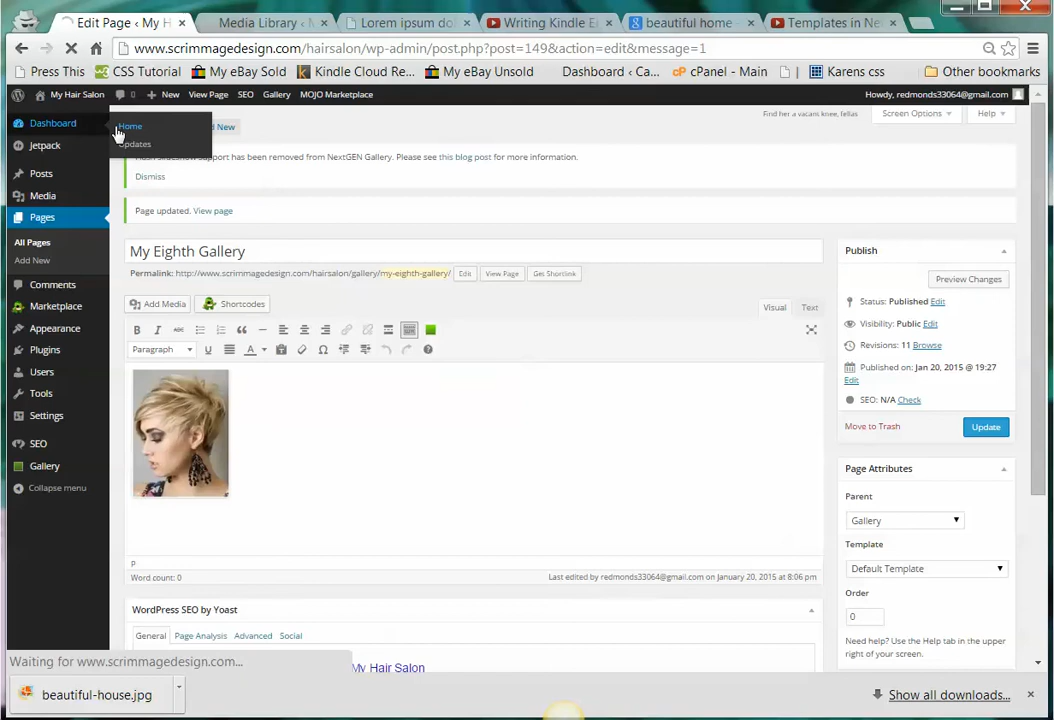 Edit Page ‹ My H
Media Library ‹ M
Lorem ipsum do
Writing Kindle E
beautiful home -
Templates in Ne
www.scrimmagedesign.com/hairsalon/wp-admin/post.php?post=149&action=edit&message=1
Press This
CSS Tutorial
My eBay Sold
Kindle Cloud Re...
My eBay Unsold
Dashboard ‹ Ca...
cPanel - Main
Karens css
Other bookmarks
My Hair Salon
0
New
View Page
SEO
Gallery
MOJO Marketplace
Howdy, redmonds33064@gmail.com
Dashboard
Home
Updates
d New
Find her a vacant knee, fellas
Screen Options
Help
Jetpack
Posts
Media
Pages
All Pages
Add New
Comments
Marketplace
Appearance
Plugins
Users
Tools
Settings
SEO
Gallery
Collapse menu
support has been removed from NextGEN Gallery. Please see this blog post for more information.
Dismiss
Page updated. View page
My Eighth Gallery
Permalink: http://www.scrimmagedesign.com/hairsalon/gallery/my-eighth-gallery/
Edit
View Page
Get Shortlink
Add Media
Shortcodes
Visual
Text
Paragraph
p
Word count: 0
Last edited by redmonds33064@gmail.com on January 20, 2015 at 8:06 pm
WordPress SEO by Yoast
General
Page Analysis
Advanced
Social
My Hair Salon
Publish
Preview Changes
Status: Published Edit
Visibility: Public Edit
Revisions: 11 Browse
Published on: Jan 20, 2015 @ 19:27
Edit
SEO: N/A Check
Move to Trash
Update
Page Attributes
Parent
Gallery
Template
Default Template
Order
0
Need help? Use the Help tab in the upper
right of your screen.
Waiting for www.scrimmagedesign.com...
beautiful-house.jpg
Show all downloads...